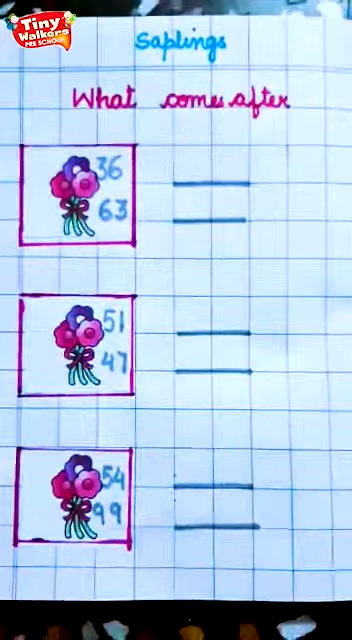 Tiny
Walkers
PRE SCHOOL
Saplings
What comes after
36
63
51
47
54
99